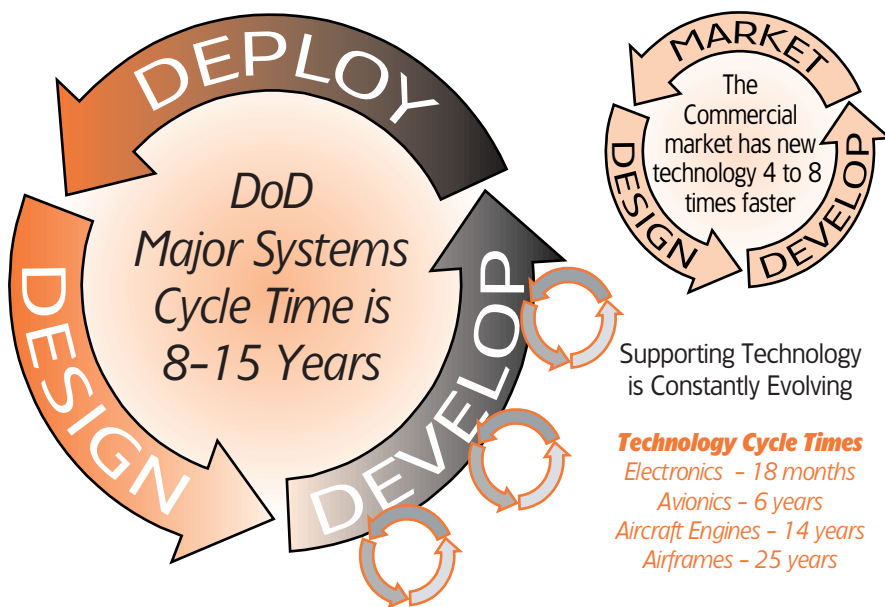 DEPLOY
DESIGN
DEVELOP
DoD
Major Systems
Cycle Time is
8–15 Years
MARKET
DESIGN
DEVELOP
The
Commercial
market has new
technology 4 to 8
times faster
Supporting Technology
is Constantly Evolving
Technology Cycle Times
Electronics – 18 months
Avionics – 6 years
Aircraft Engines – 14 years
Airframes – 25 years